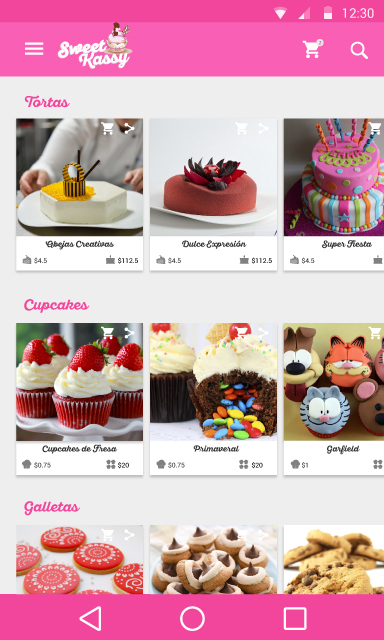 12:30
Sweet
Kassy
Tortas
Abejas Creativas
$4.5
$112.5
Dulce Expresión
$4.5
$112.5
Super Fiesta
$4.5
Cupcakes
Cupcakes de Fresa
$0.75
$20
Primaveral
$0.75
$20
Garfield
$1
Galletas